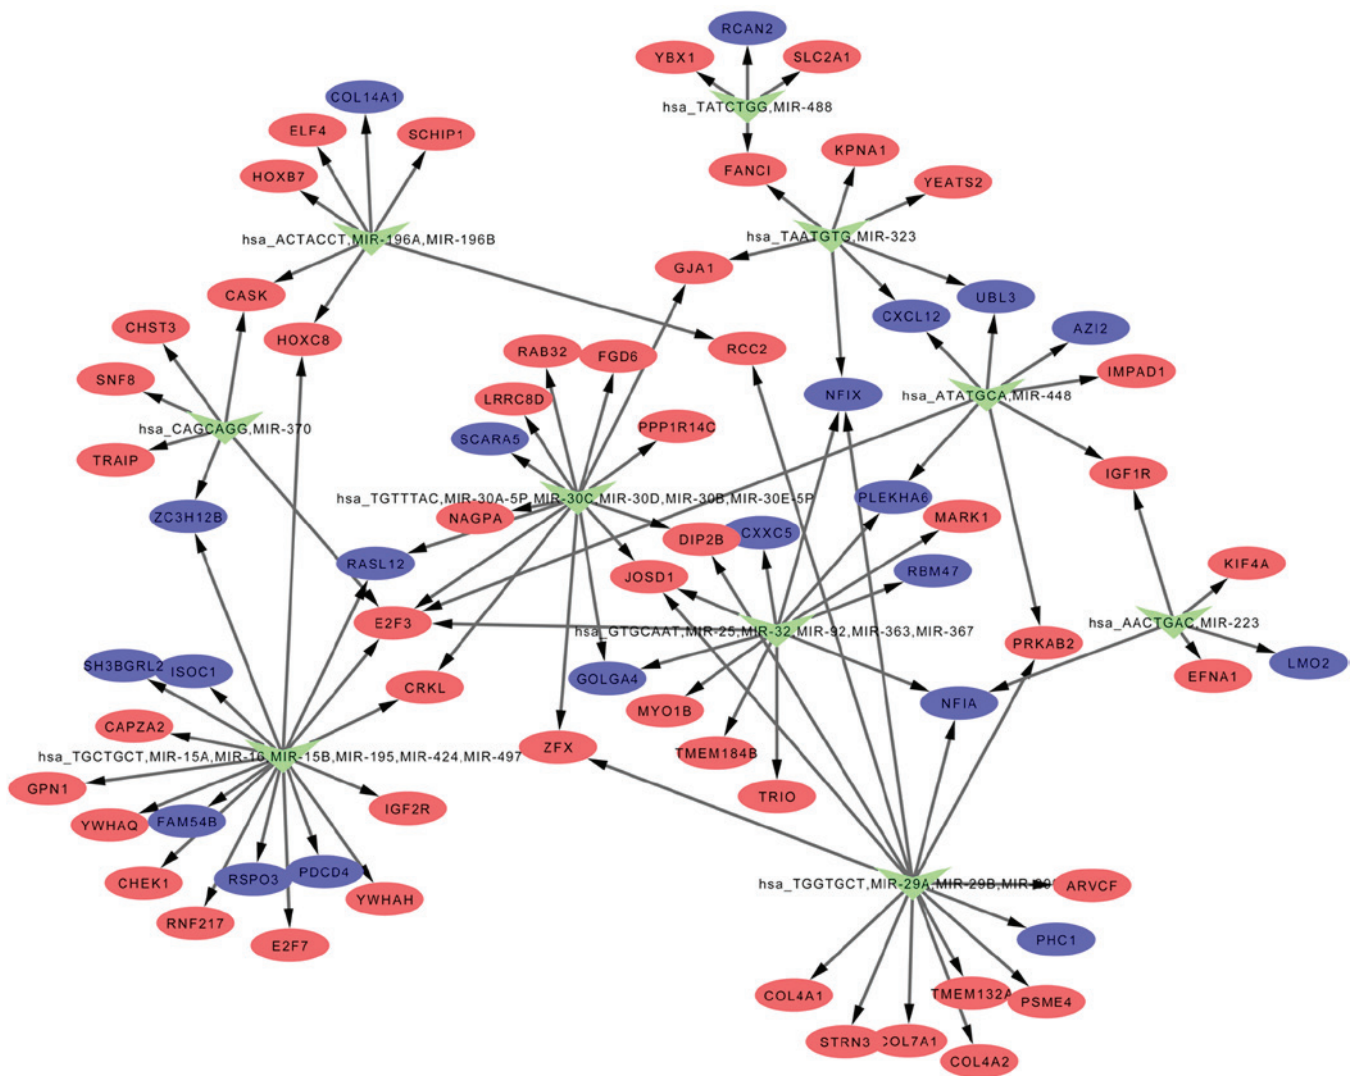 RCAN2
YBX1
SLC2A1
hsa_TATCTGG,MIR-488
COL14A1
ELF4
SCHIP1
HOXB7
FANCI
KPNA1
YEATS2
hsa_ACTACCT,MIR-196A,MIR-196B
hsa_TAATGTG,MIR-323
GJA1
CASK
UBL3
CXCL12
AZI2
CHST3
HOXC8
RAB32
FGD6
RCC2
IMPAD1
SNF8
LRRC8D
NFIX
hsa_ATATGCA,MIR-448
hsa_CAGCAGG,MIR-370
SCARA5
PPP1R14C
TRAIP
IGF1R
hsa_TGTTTAC,MIR-30A-5P,MIR-30C,MIR-30D,MIR-30B,MIR-30E-5P
PLEKHA6
ZC3H12B
NAGPA
MARK1
DIP2B
CXXC5
RASL12
JOSD1
RBM47
KIF4A
E2F3
hsa_GTGCAAT,MIR-25,MIR-32,MIR-92,MIR-363,MIR-367
hsa_AACTGAC,MIR-223
PRKAB2
SH3BGRL2
ISOC1
CRKL
GOLGA4
EFNA1
LMO2
NFIA
MYO1B
CAPZA2
ZFX
TMEM184B
hsa_TGCTGCT,MIR-15A,MIR-16,MIR-15B,MIR-195,MIR-424,MIR-497
GPN1
TRIO
IGF2R
YWHAQ
FAM54B
CHEK1
RSPO3
PDCD4
hsa_TGGTGCT,MIR-29A,MIR-29B,
ARVCF
YWHAH
RNF217
E2F7
PHC1
COL4A1
TMEM132A
PSME4
STRN3
COL7A1
COL4A2